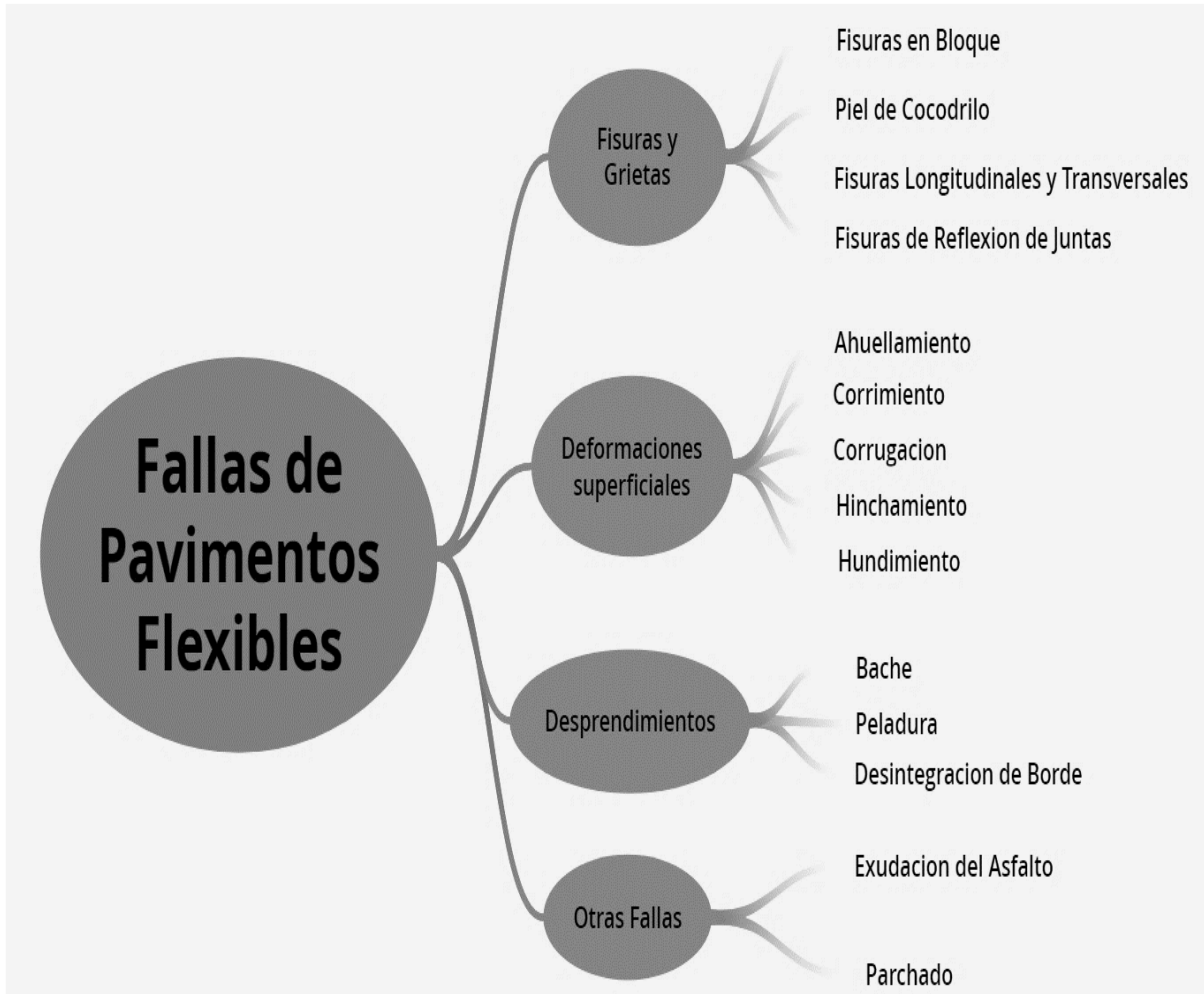 Fallas de
Pavimentos
Flexibles
Fisuras y
Grietas
Fisuras en Bloque
Piel de Cocodrilo
Fisuras Longitudinales y Transversales
Fisuras de Reflexion de Juntas
Deformaciones
superficiales
Ahuellamiento
Corrimiento
Corrugacion
Hinchamiento
Hundimiento
Desprendimientos
Bache
Peladura
Desintegracion de Borde
Otras Fallas
Exudacion del Asfalto
Parchado